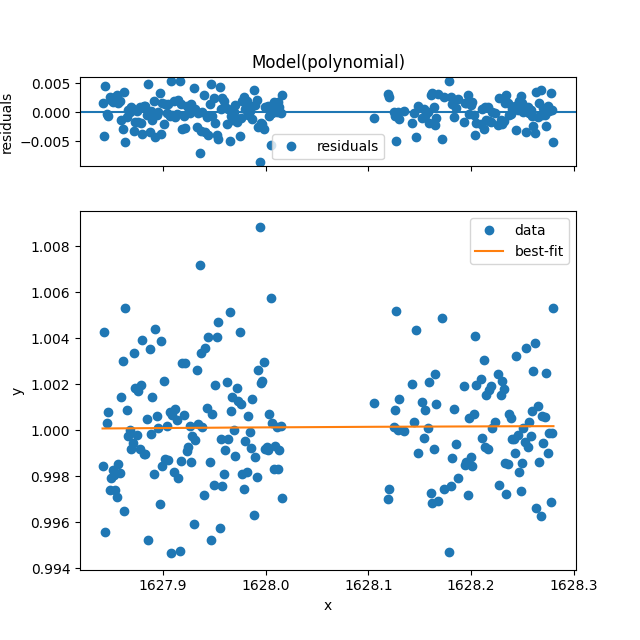 Model(polynomial)
residuals
0.005
0.000
−0.005
residuals
y
1.008
1.006
1.004
1.002
1.000
0.998
0.996
0.994
data
best-fit
1627.9 1628.0 1628.1 1628.2 1628.3
x